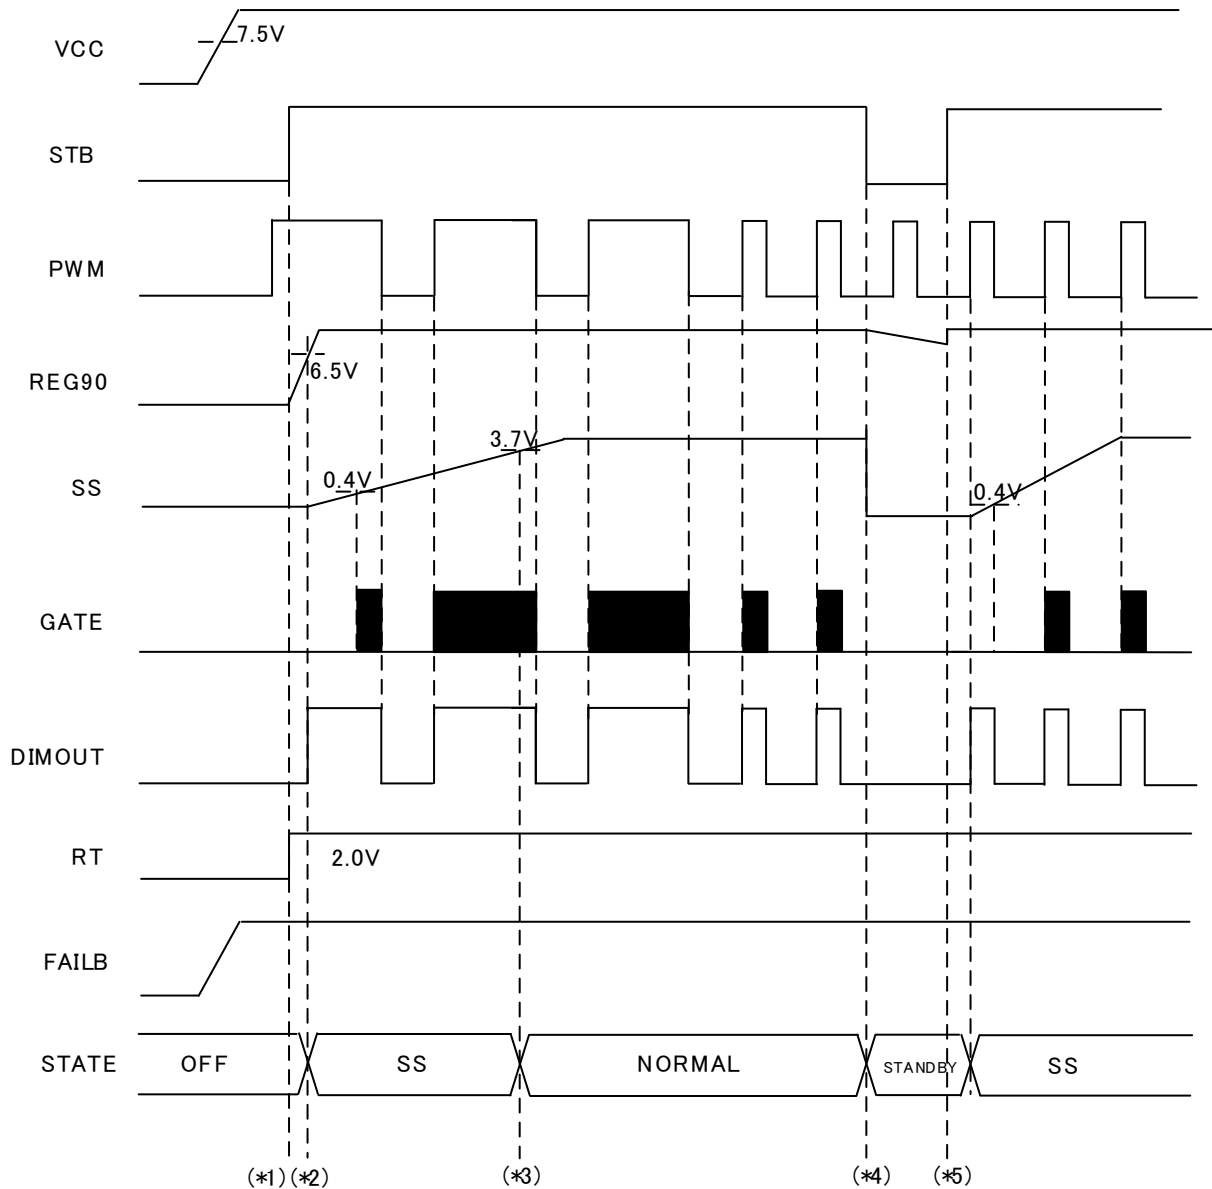 VCC
7.5V
STB
PWM
REG90
6.5V
SS
0.4V
3.7V
0.4V
GATE
DIMOUT
RT
2.0V
FAILB
STATE OFF SS NORMAL STANDBY SS
(*1) (*2) (*3) (*4) (*5)